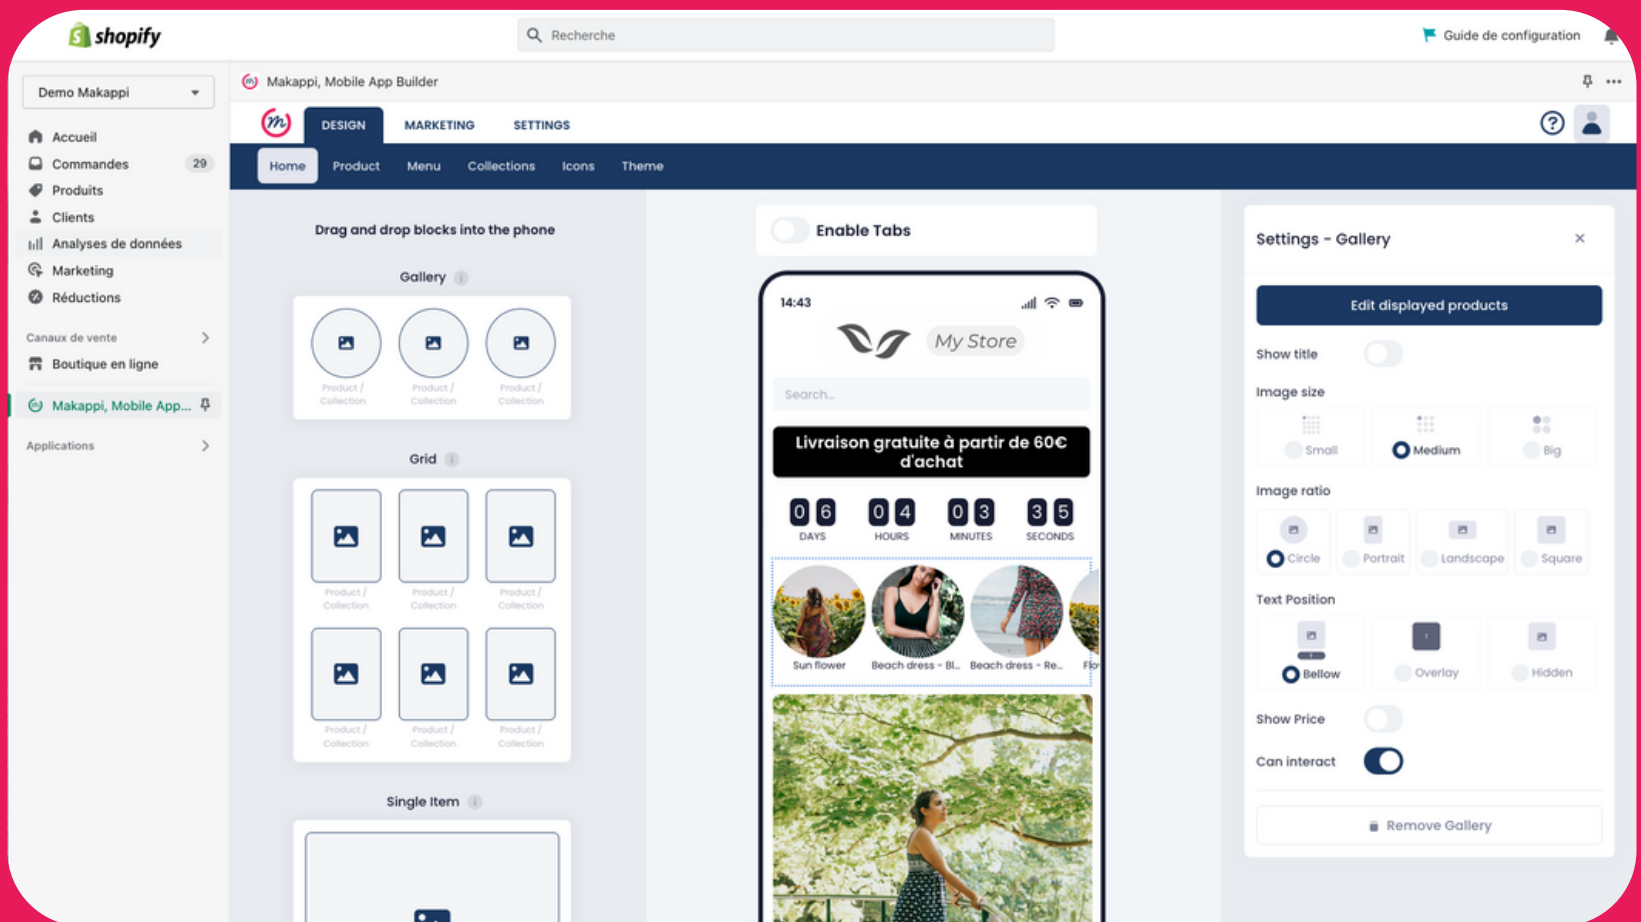 shopify
Recherche
Guide de configuration
Demo Makappi
Accueil
Commandes 29
Produits
Clients
Analyses de données
Marketing
Réductions
Canaux de vente
Boutique en ligne
Makappi, Mobile App...
Applications
Makappi, Mobile App Builder
m DESIGN MARKETING SETTINGS
Home Product Menu Collections Icons Theme
Drag and drop blocks into the phone
Gallery
Product / Product / Product /
Collection Collection Collection
Grid
Product / Product / Product /
Collection Collection Collection
Product / Product / Product /
Collection Collection Collection
Single Item
Enable Tabs
14:43
My Store
Search...
Livraison gratuite à partir de 60€
d'achat
0 6 0 4 0 3 3 5
DAYS HOURS MINUTES SECONDS
Sun flower Beach dress - Bl... Beach dress - Re... Flo
Settings - Gallery
Edit displayed products
Show title
Image size
Small Medium Big
Image ratio
Circle Portrait Landscape Square
Text Position
Bellow Overlay Hidden
Show Price
Can interact
Remove Gallery